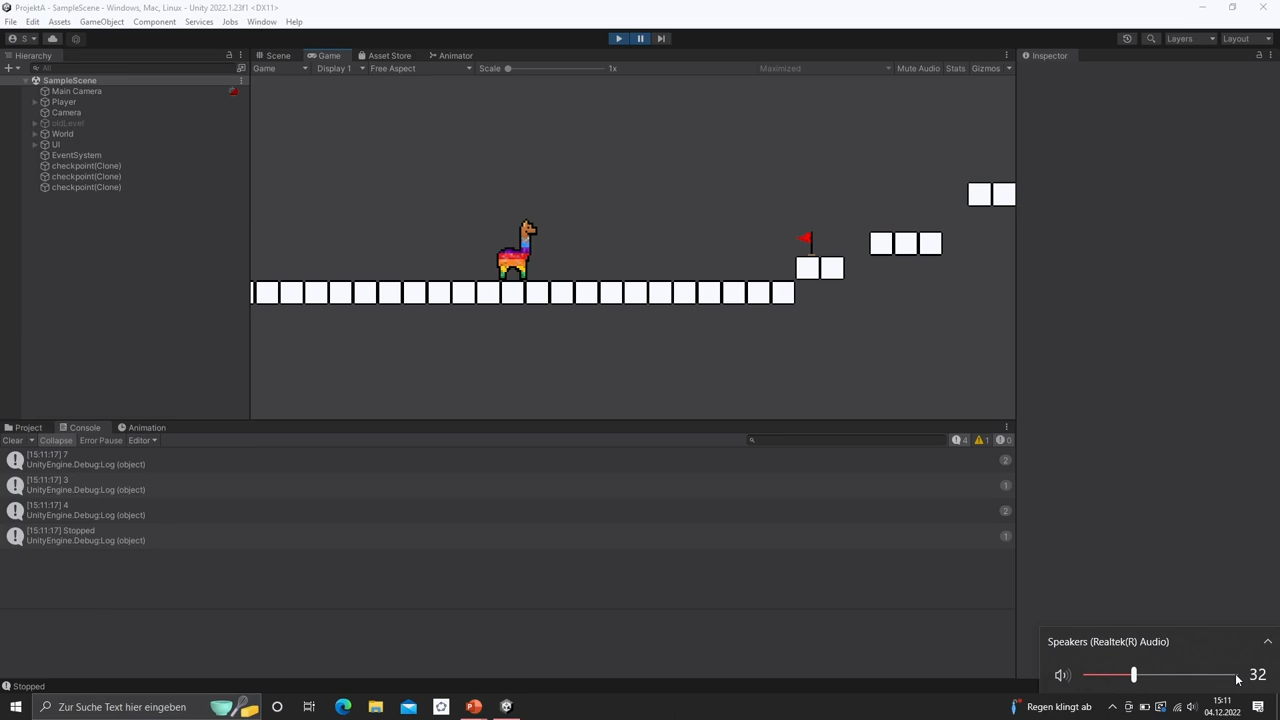 ProjektA - SampleScene - Windows, Mac, Linux - Unity 2022.1.23f1 <DX11>
File Edit Assets GameObject Component Services Jobs Window Help
S
Layers Layout
Hierarchy
Scene Game Asset Store Animator
Inspector
All
Game Display 1 Free Aspect Scale 1x Maximized Mute Audio Stats Gizmos
SampleScene
Main Camera
Player
Camera
oldLevel
World
UI
EventSystem
checkpoint(Clone)
checkpoint(Clone)
checkpoint(Clone)
Project Console Animation
Clear Collapse Error Pause Editor 4 1 0
[15:11:17] 7
UnityEngine.Debug:Log (object)
2
[15:11:17] 3
UnityEngine.Debug:Log (object)
1
[15:11:17] 4
UnityEngine.Debug:Log (object)
2
[15:11:17] Stopped
UnityEngine.Debug:Log (object)
1
Speakers (Realtek(R) Audio)
32
Stopped
Zur Suche Text hier eingeben
Regen klingt ab
15:11
04.12.2022